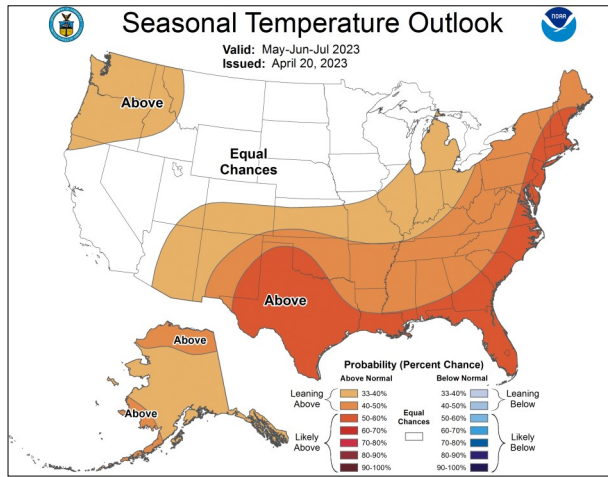 Seasonal Temperature Outlook
NOAA
Valid: May-Jun-Jul 2023
Issued: April 20, 2023
Above
Equal
Chances
Above
Above
Above
Probability (Percent Chance)
Above Normal
Below Normal
Leaning
Above
33-40%
40-50%
33-40%
40-50%
Leaning
Below
Likely
Above
50-60%
60-70%
70-80%
80-90%
90-100%
Equal
Chances
50-60%
60-70%
70-80%
80-90%
90-100%
Likely
Below